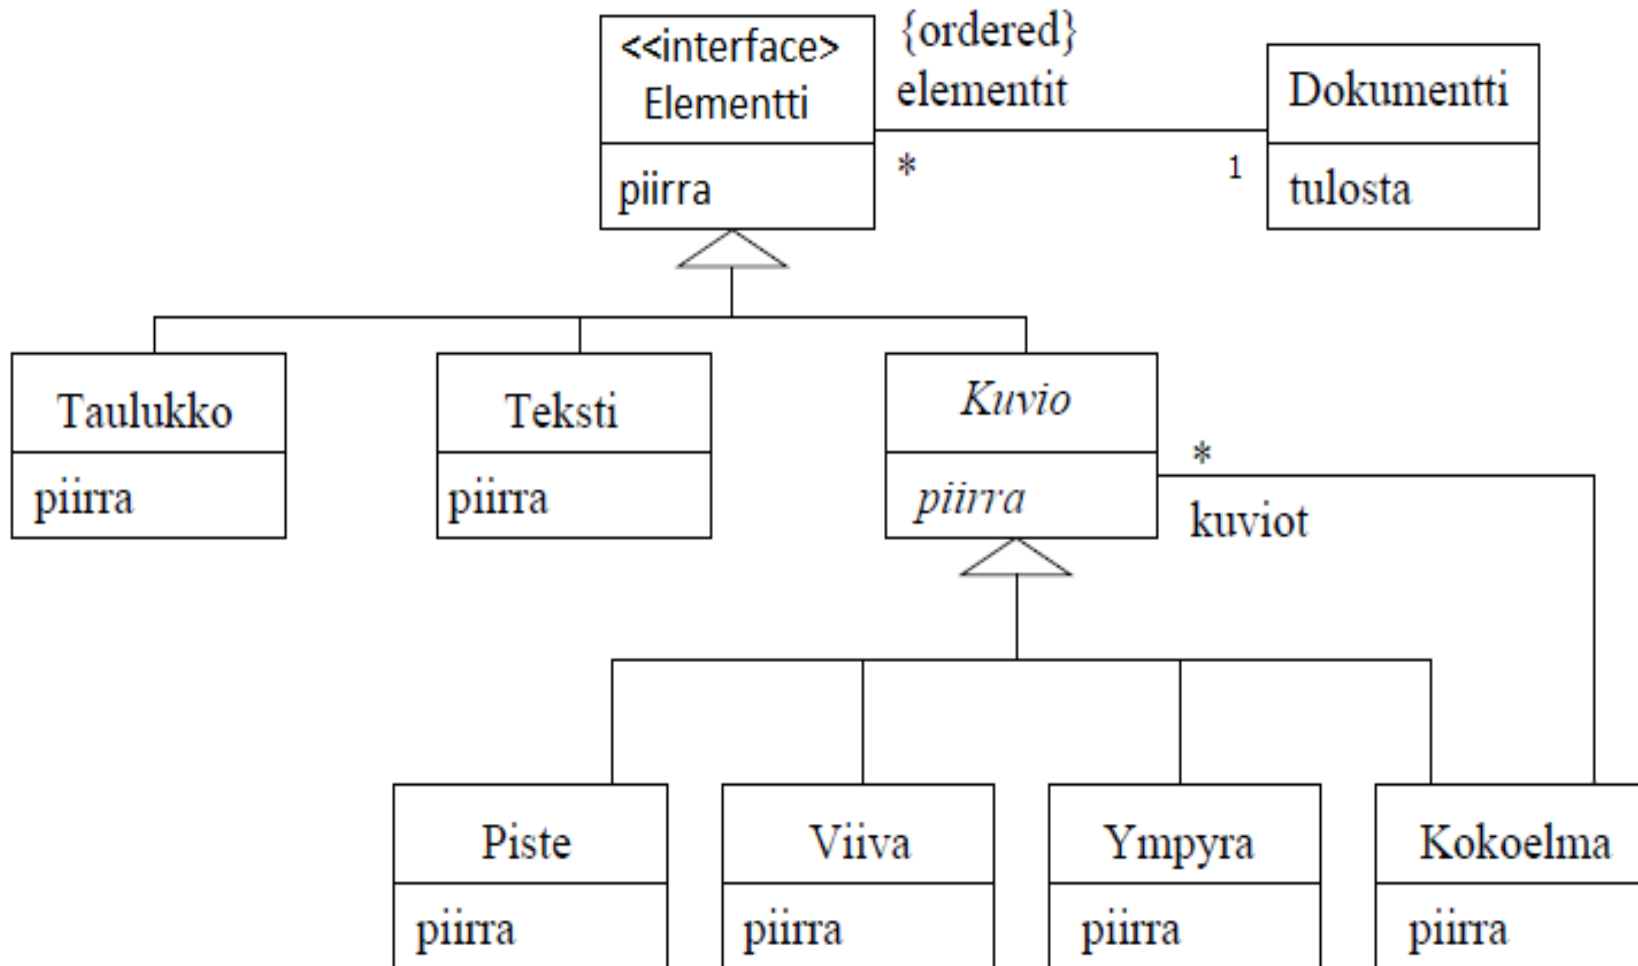 <<interface>
Elementti
piirra
{ordered}
elementit
*
1
Dokumentti
tulosta
Taulukko
piirra
Teksti
piirra
Kuvio
piirra
*
kuviot
Piste
piirra
Viiva
piirra
Ympyra
piirra
Kokoelma
piirra